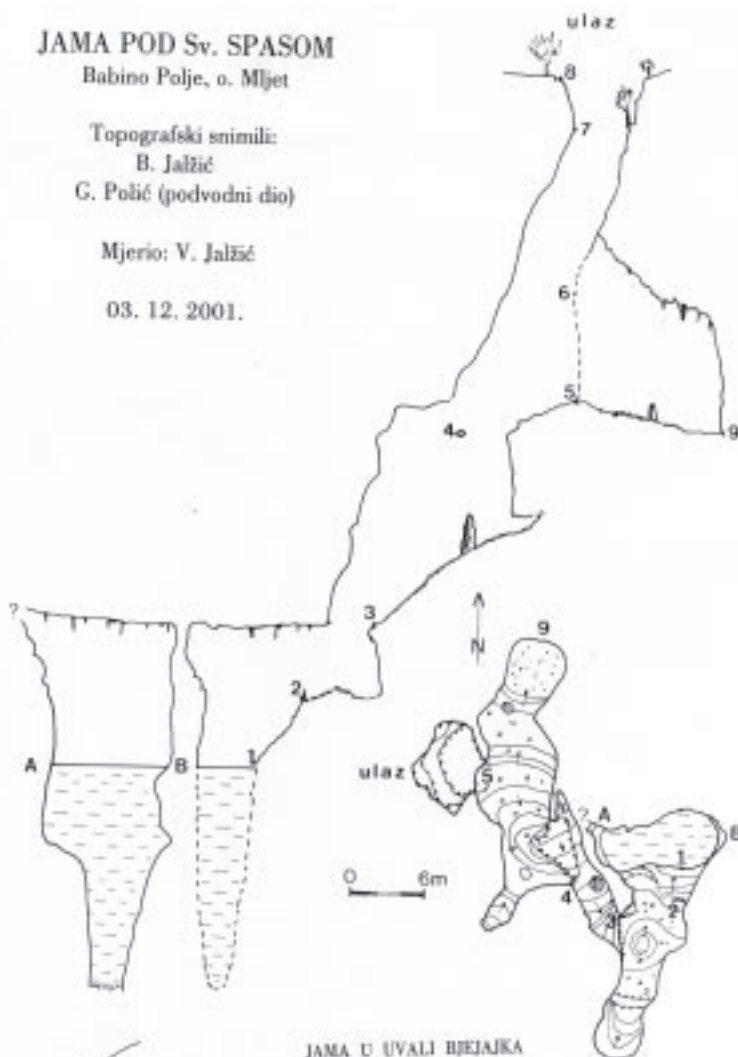 JAMA POD Sv. SPASOM
Babino Polje, o. Mljet
Topografski snimili:
B. Jalžić
G. Polić (podvodni dio)
Mjerio: V. Jalžić
03. 12. 2001.
ulaz
8
7
6
5
4
9
?
3
2
1
A
B
N
9
ulaz
5
4
3
? A
B
1
2
0 6m
JAMA U UVALI BJEJAJKA